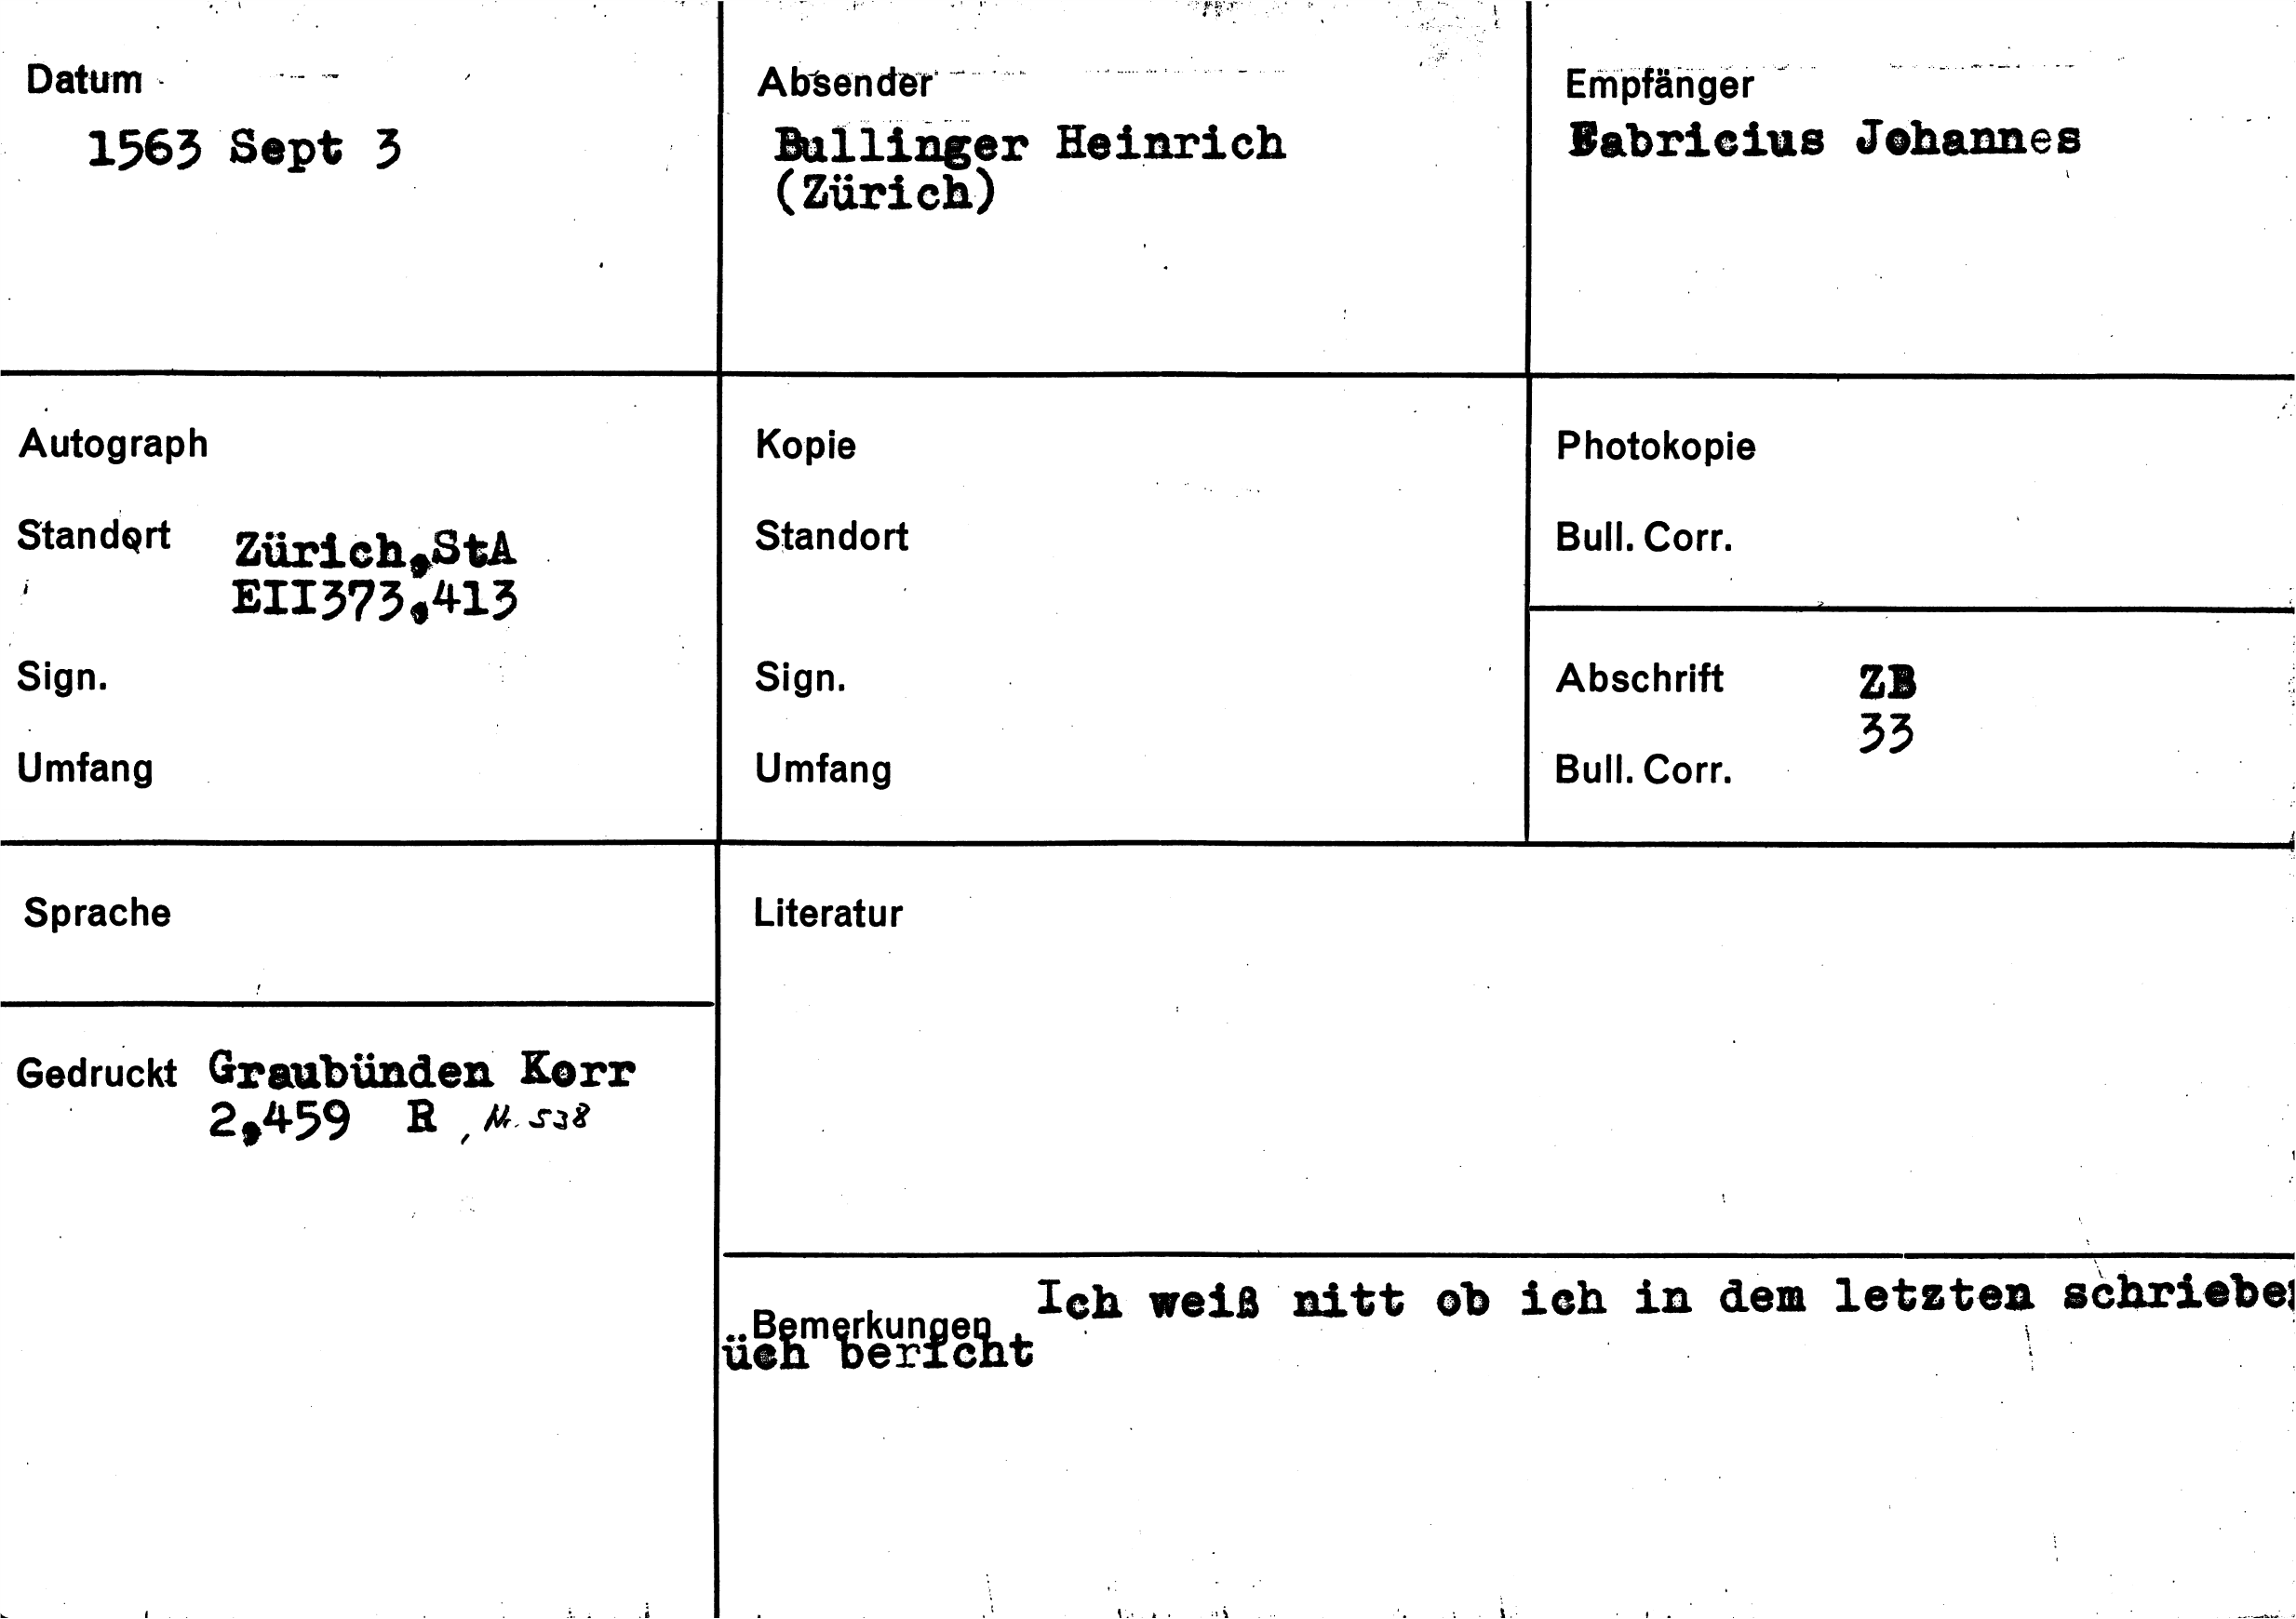 Datum
1563 Sept 3
Absender
Bullinger Heinrich
(Zürich)
Empfänger
Fabricius Johannes
Autograph
Standort Zürich,StA
EII373,413
Sign.
Umfang
Kopie
Standort
Sign.
Umfang
Photokopie
Bull. Corr.
Abschrift ZB
33
Bull. Corr.
Sprache
Gedruckt Graubünden Korr
2,459 R , Nr. 538
Literatur
Bemerkungen Ich weiß nitt ob ich in dem letzten schriebe
üch bericht